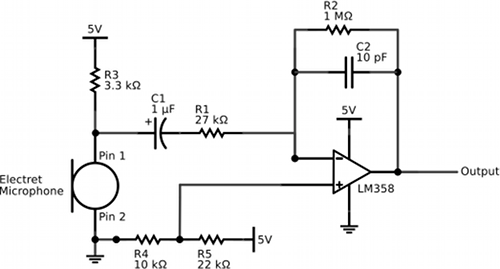 R2
1 MΩ
5V
C2
10 pF
R3
3.3 kΩ
C1
1 µF
+
R1
27 kΩ
5V
Pin 1
−
+
LM358
Output
Electret
Microphone
Pin 2
5V
R4
10 kΩ
R5
22 kΩ